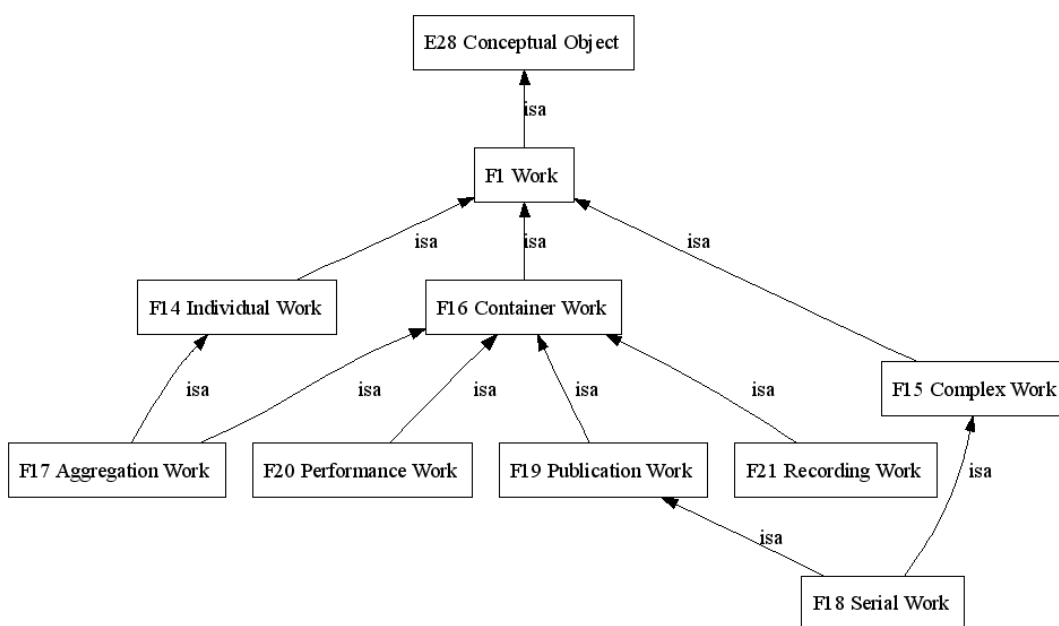 E28 Conceptual Object
isa
F1 Work
isa
isa
isa
F14 Individual Work
F16 Container Work
F15 Complex Work
isa
isa
isa
isa
isa
F17 Aggregation Work
F20 Performance Work
F19 Publication Work
F21 Recording Work
isa
isa
F18 Serial Work